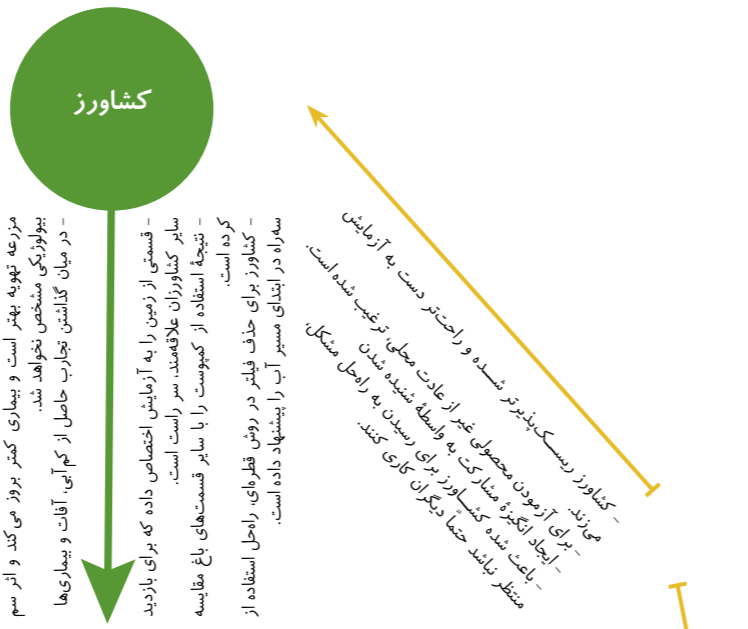 کشاورز
مزرعه تهویه بهتر است و بیماری کمتر بروز می‌کند و اثر سم
بیولوژیکی مشخص نخواهد شد.
– در میان گذاشتن تجارب حاصل از کم‌آبی، آفات و بیماری‌ها
– قسمتی از زمین را به آزمایش اختصاص داده که برای بازدید
سایر کشاورزان علاقه‌مند، سر راست است.
– نتیجهٔ استفاده از کمپوست را با سایر قسمت‌های باغ مقایسه
کرده است.
– کشاورز برای حذف فیلتر در روش قطره‌ای، راه‌حل استفاده از
سه‌راه در ابتدای مسیر آب را پیشنهاد داده است.
– کشاورز ریسک‌پذیرتر شده و راحت‌تر دست به آزمایش
می‌زند.
– برای آزمودن محصولی غیر از عادت محلی، ترغیب شده است.
– ایجاد انگیزهٔ مشارکت به واسطهٔ شنیده شدن
– باعث شده کشاورز برای رسیدن به راه‌حل مشکل،
منتظر نباشد حتماً دیگران کاری کنند.